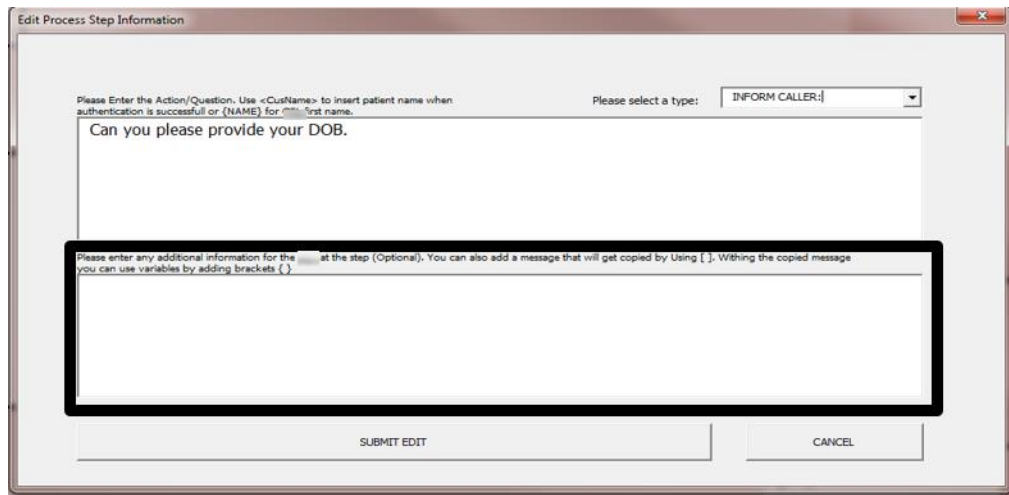 Edit Process Step Information
Please Enter the Action/Question. Use <CusName> to insert patient name when
authentication is successfull or {NAME} for first name.
Please select a type:
INFORM CALLER:
Can you please provide your DOB.
Please enter any additional information for the at the step (Optional). You can also add a message that will get copied by Using [ ]. Withing the copied message
you can use variables by adding brackets { }
SUBMIT EDIT
CANCEL